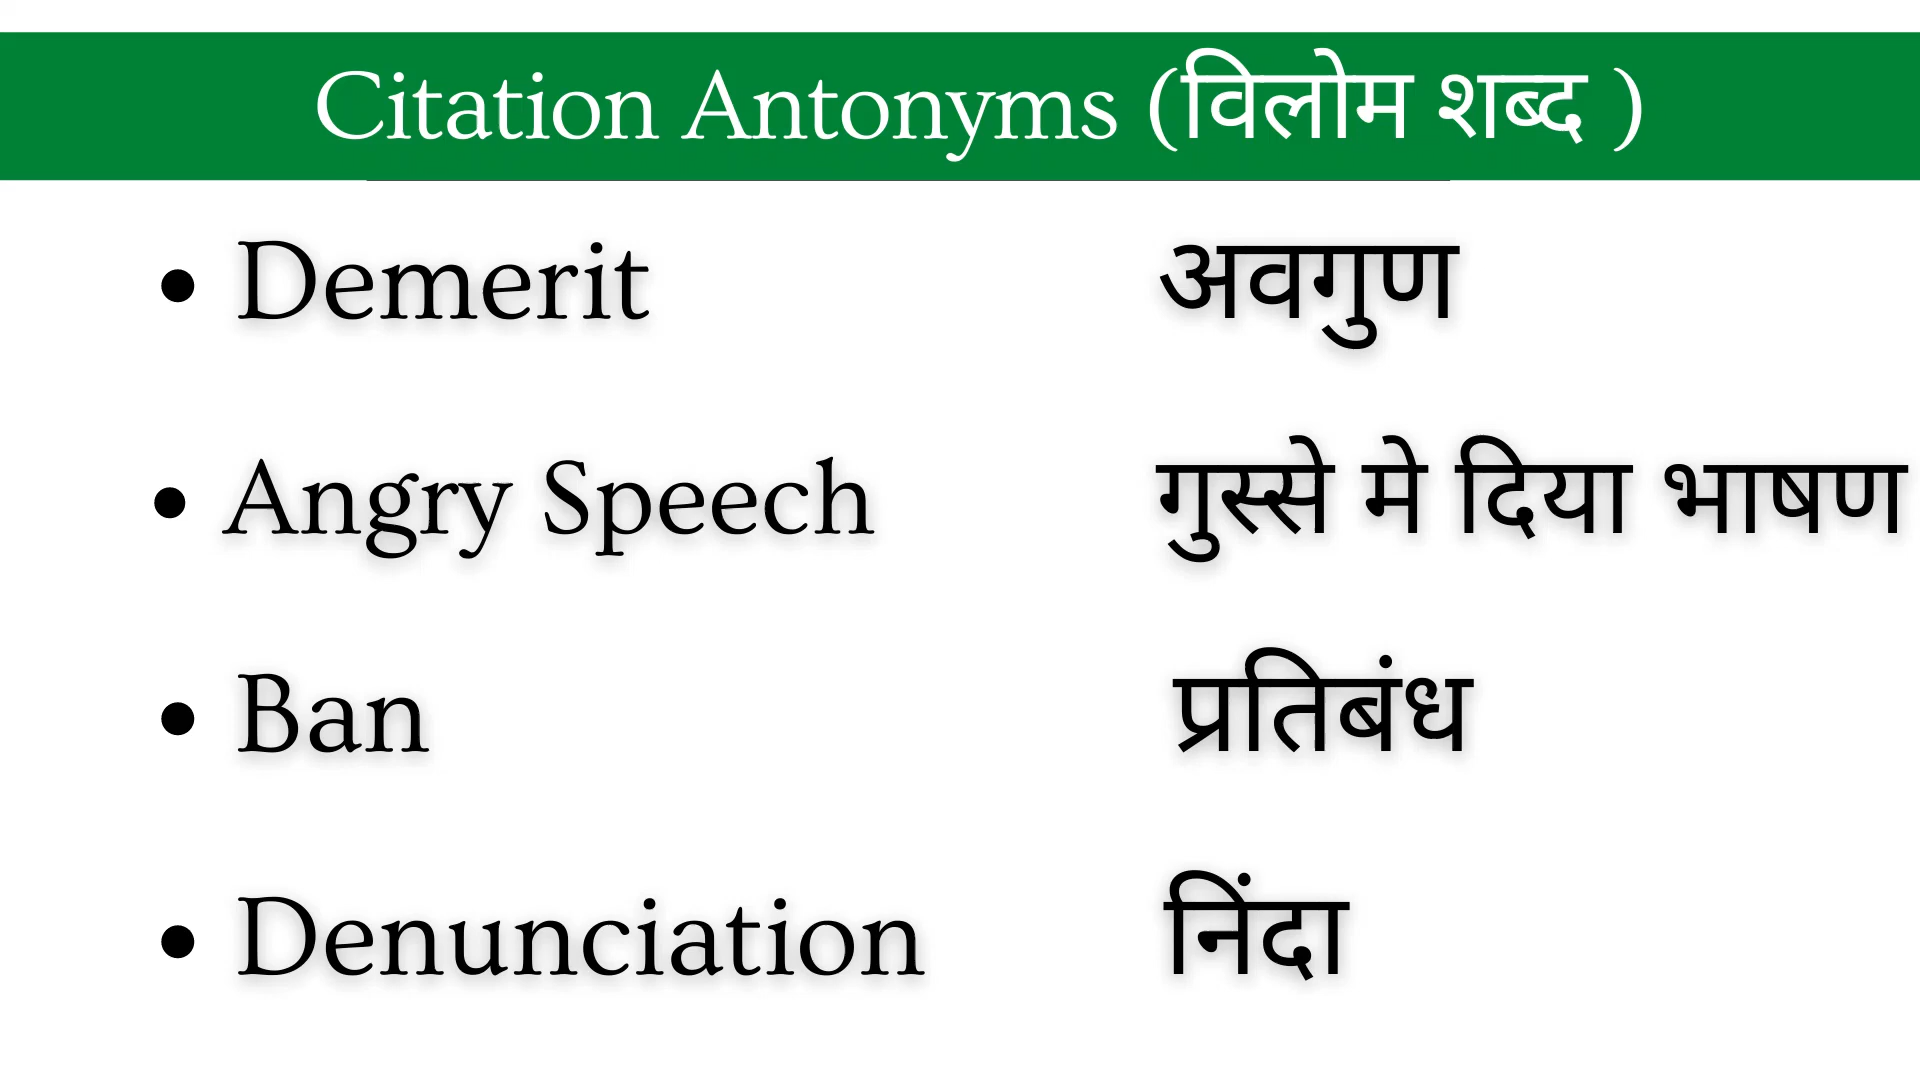 Citation Antonyms (विलोम शब्द )
• Demerit अवगुण
• Angry Speech गुस्से मे दिया भाषण
• Ban प्रतिबंध
• Denunciation निंदा